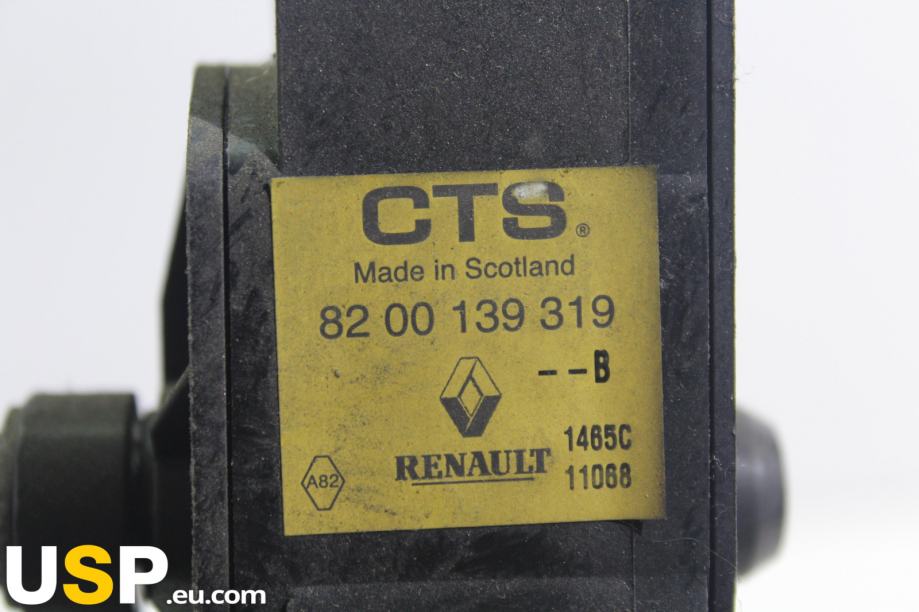 CTS®
Made in Scotland
82 00 139 319
--B
1465C
RENAULT
11068
A82
USP.eu.com